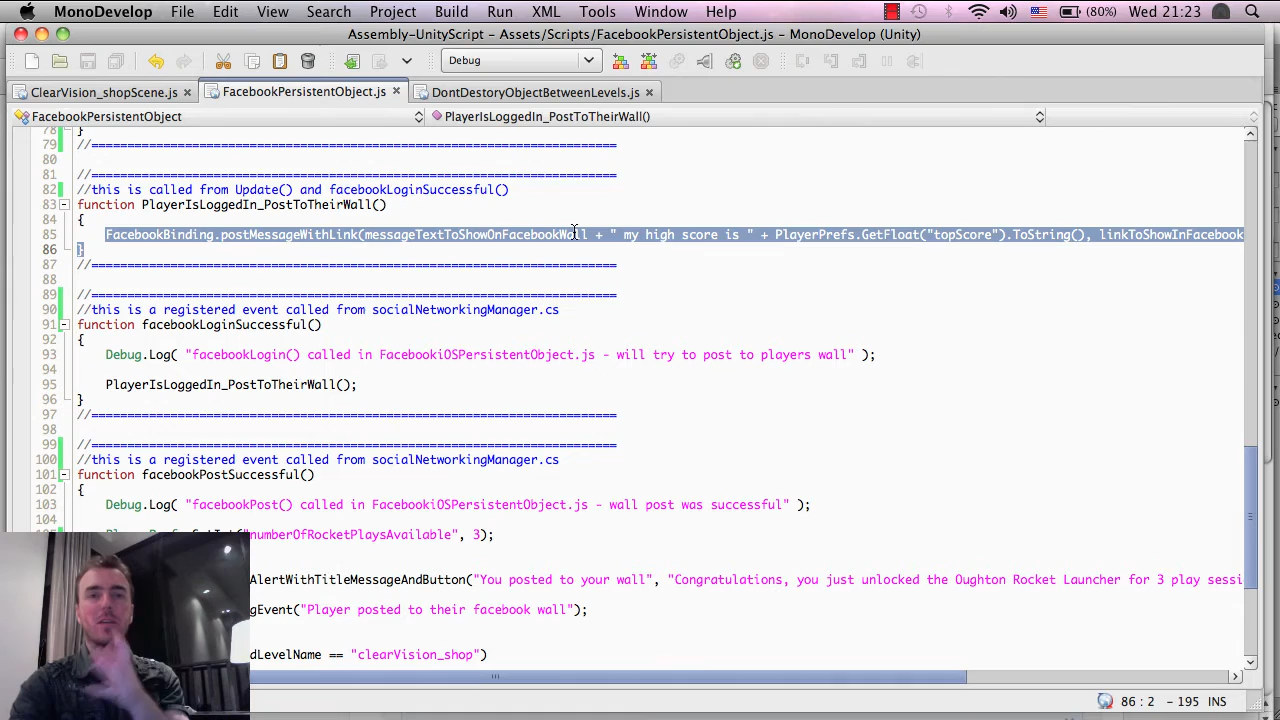 MonoDevelop File Edit View Search Project Build Run XML Tools Window Help (80%) Wed 21:23
Assembly-UnityScript - Assets/Scripts/FacebookPersistentObject.js - MonoDevelop (Unity)
Debug
ClearVision_shopScene.js FacebookPersistentObject.js DontDestoryObjectBetweenLevels.js
FacebookPersistentObject PlayerIsLoggedIn_PostToTheirWall()
78 }
79 //=========================================================================
80
81 //=========================================================================
82 //this is called from Update() and facebookLoginSuccessful()
83 function PlayerIsLoggedIn_PostToTheirWall()
84 {
85 FacebookBinding.postMessageWithLink(messageTextToShowOnFacebookWall + " my high score is " + PlayerPrefs.GetFloat("topScore").ToString(), linkToShowInFacebook
86 }
87 //=========================================================================
88
89 //=========================================================================
90 //this is a registered event called from socialNetworkingManager.cs
91 function facebookLoginSuccessful()
92 {
93 Debug.Log( "facebookLogin() called in FacebookiOSPersistentObject.js - will try to post to players wall" );
94
95 PlayerIsLoggedIn_PostToTheirWall();
96 }
97 //=========================================================================
98
99 //=========================================================================
100 //this is a registered event called from socialNetworkingManager.cs
101 function facebookPostSuccessful()
102 {
103 Debug.Log( "facebookPost() called in FacebookiOSPersistentObject.js - wall post was successful" );
104
"numberOfRocketPlaysAvailable", 3);
AlertWithTitleMessageAndButton("You posted to your wall", "Congratulations, you just unlocked the Oughton Rocket Launcher for 3 play sessi
gEvent("Player posted to their facebook wall");
dLevelName == "clearVision_shop")
86 : 2 - 195 INS